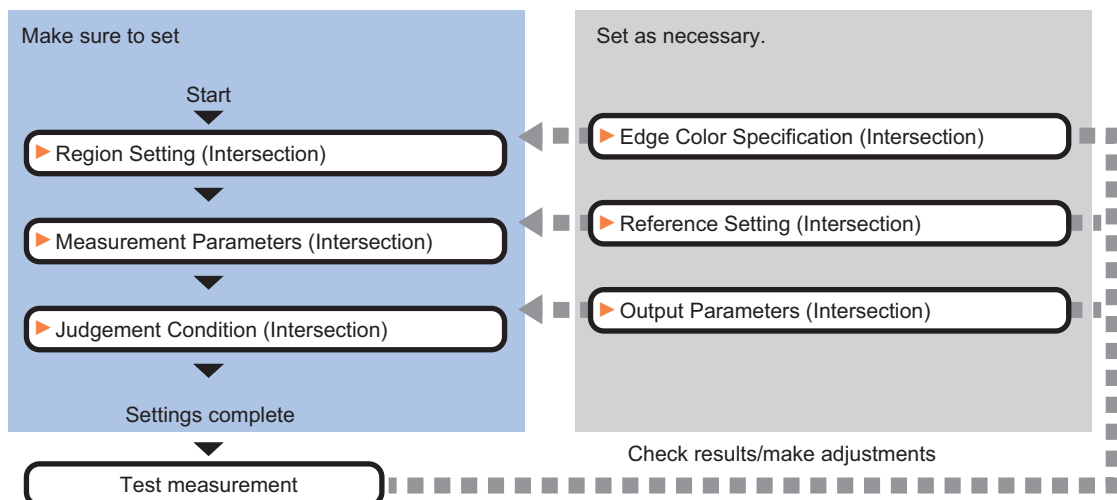 Make sure to set
Start
Region Setting (Intersection)
Measurement Parameters (Intersection)
Judgement Condition (Intersection)
Settings complete
Test measurement
Set as necessary.
Edge Color Specification (Intersection)
Reference Setting (Intersection)
Output Parameters (Intersection)
Check results/make adjustments